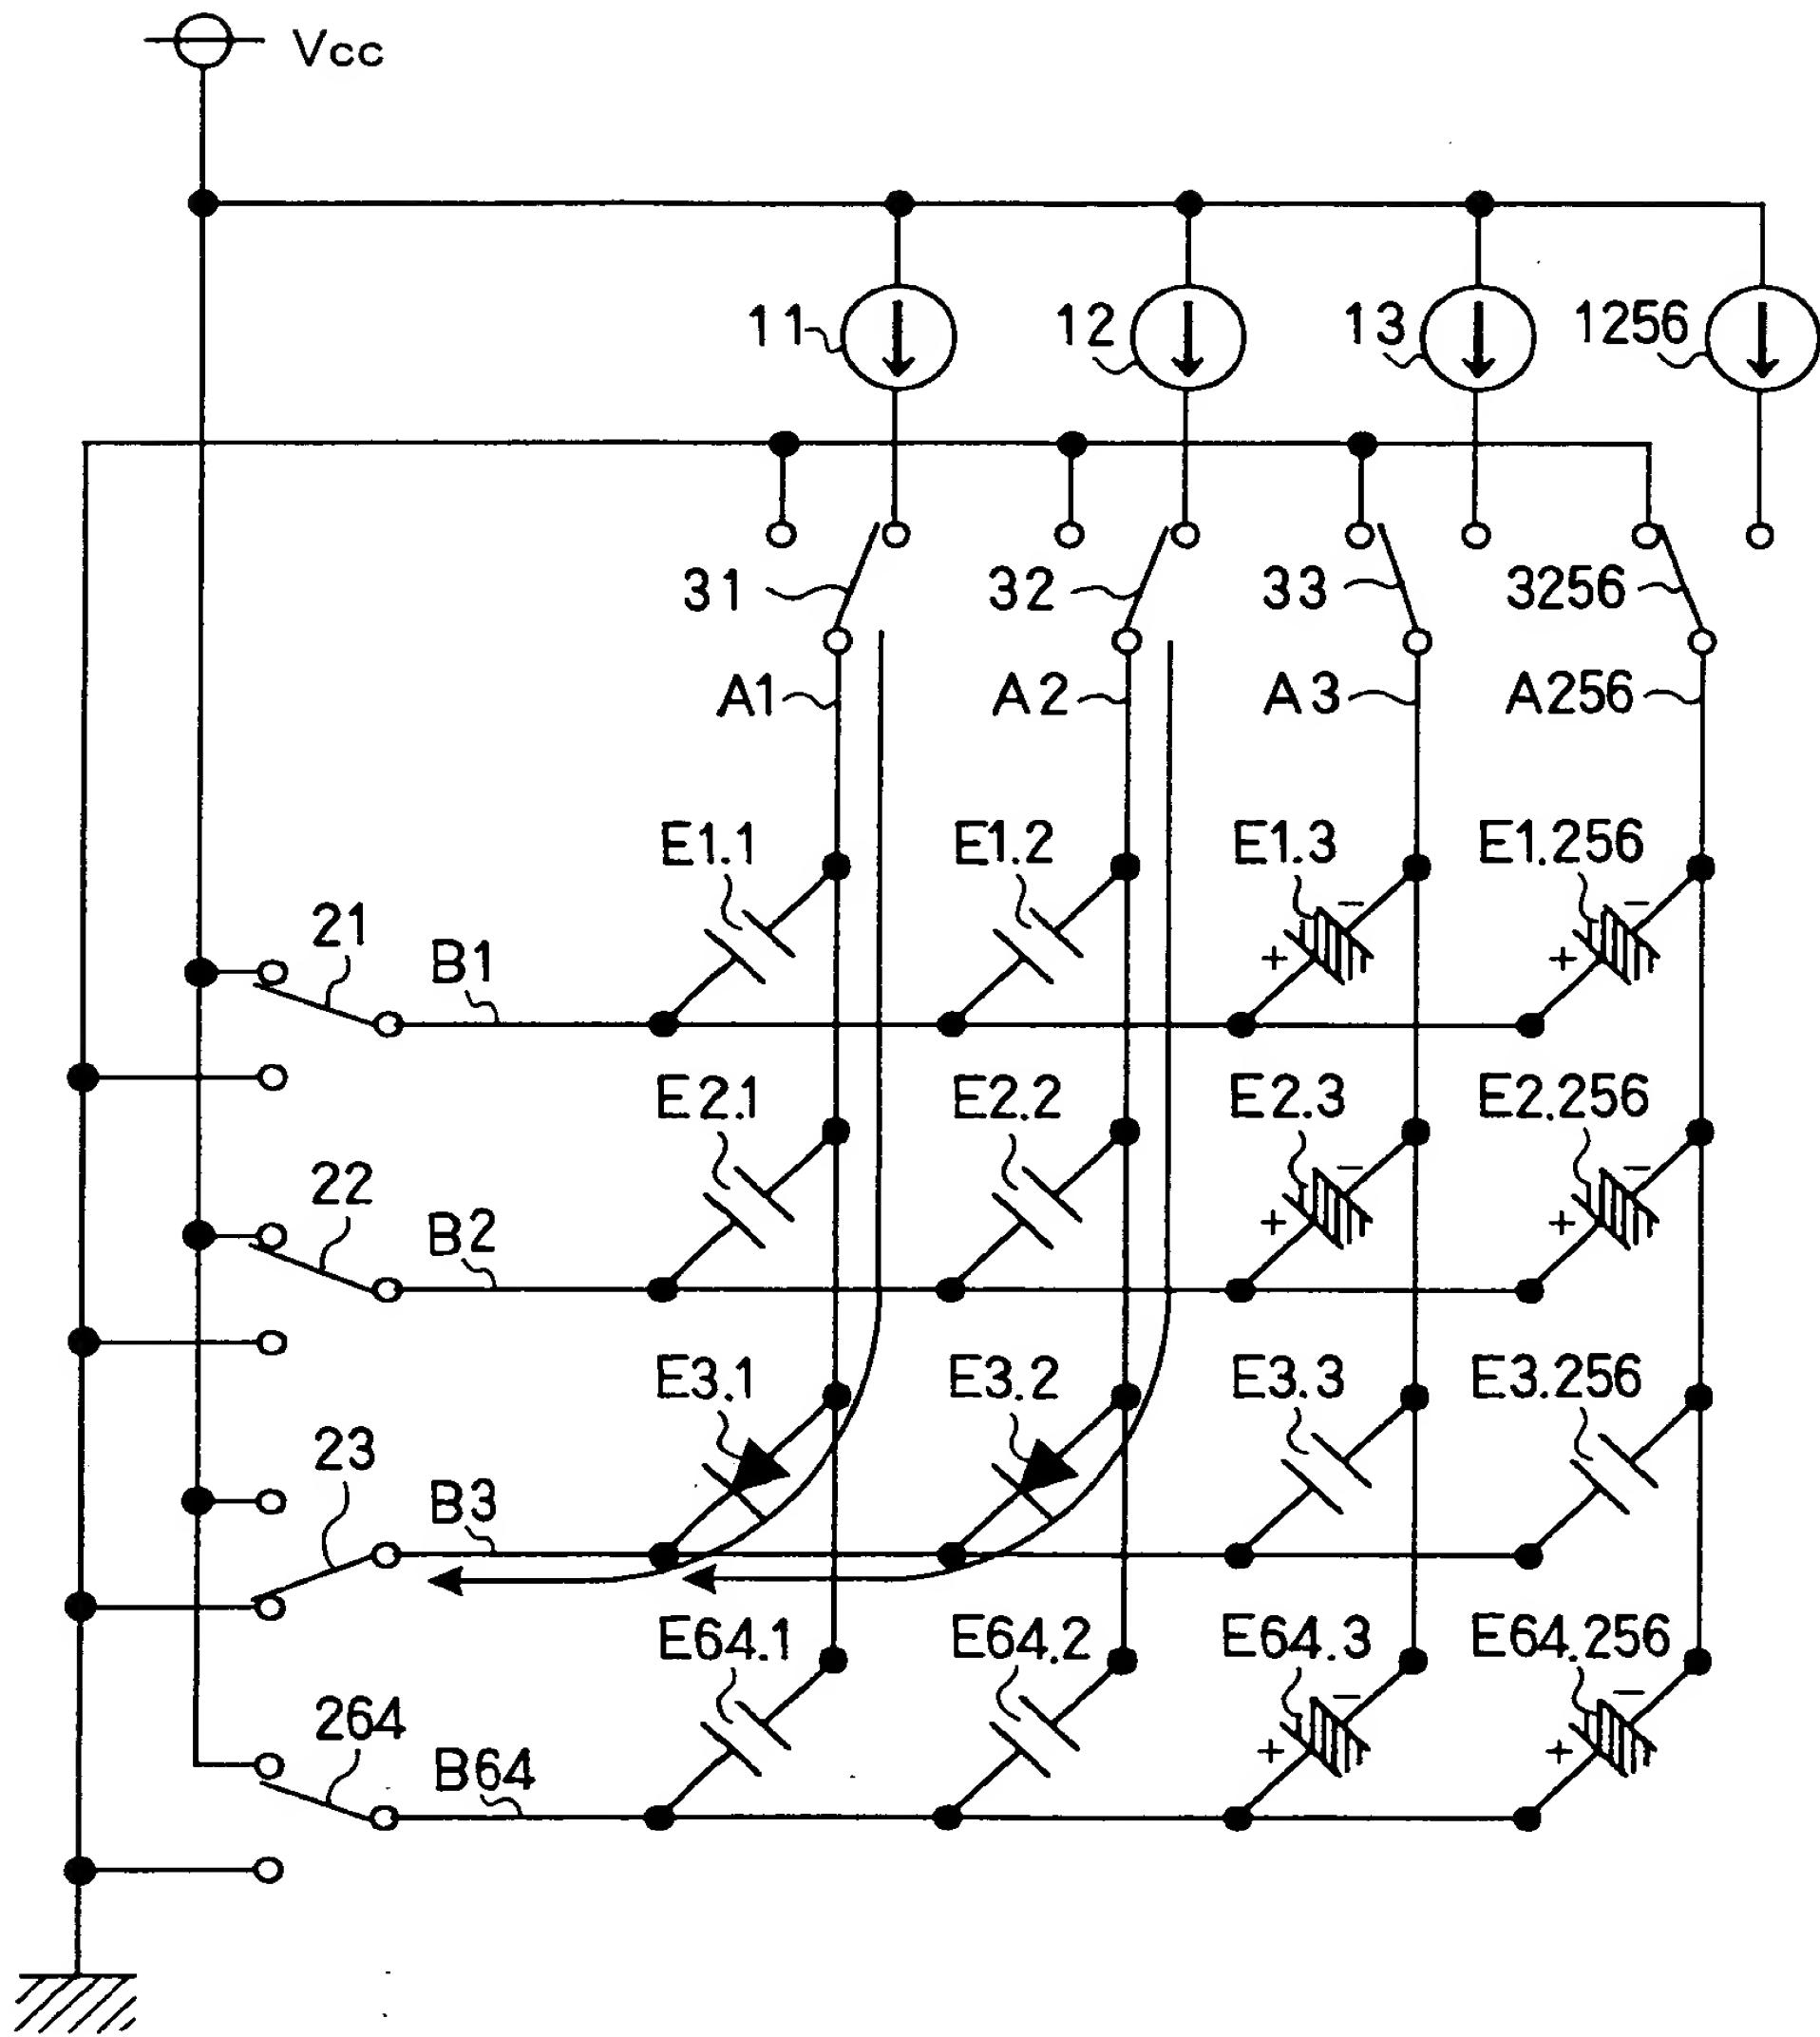 Vcc
11 12 13 1256
31 32 33 3256
A1 A2 A3 A256
E1.1 E1.2 E1.3 E1.256
− −
21 B1 + +
E2.1 E2.2 E2.3 E2.256
− −
22 B2 + +
E3.1 E3.2 E3.3 E3.256
23 B3
E64.1 E64.2 E64.3 E64.256
− −
264 B64 + +